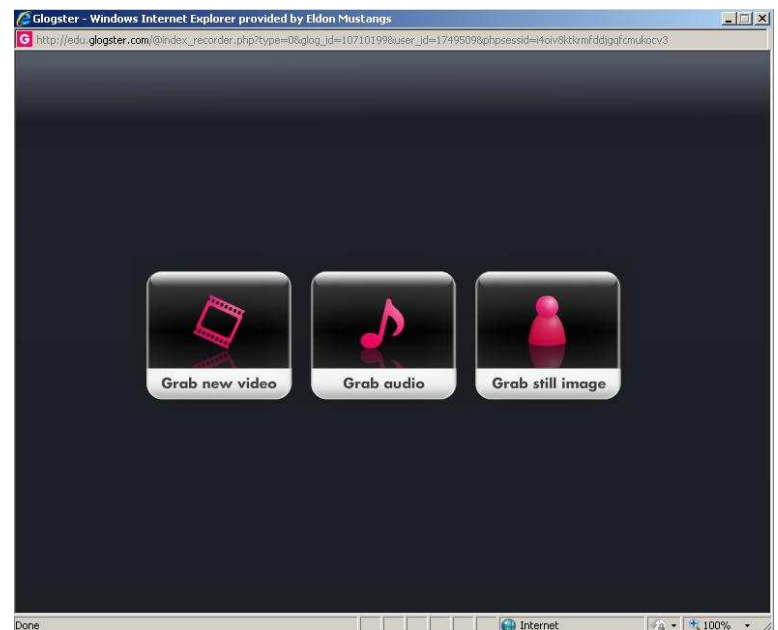 Glogster - Windows Internet Explorer provided by Eldon Mustangs
G http://edu.glogster.com/@index_recorder.php?type=0&glog_id=10710199&user_id=1749509&phpsessid=i4oiv8ktkrmfddjgqfcmukocv3
Grab new video Grab audio Grab still image
Done Internet 100%